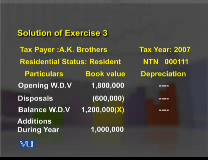 Solution of Exercise 3
Tax Payer :A.K. Brothers Tax Year: 2007
Residential Status: Resident NTN 000111
Particulars Book value Depreciation
Opening W.D.V 1,800,000 ----
Disposals (600,000) ----
Balance W.D.V 1,200,000(X) ----
Additions
During Year 1,000,000 ----
VU